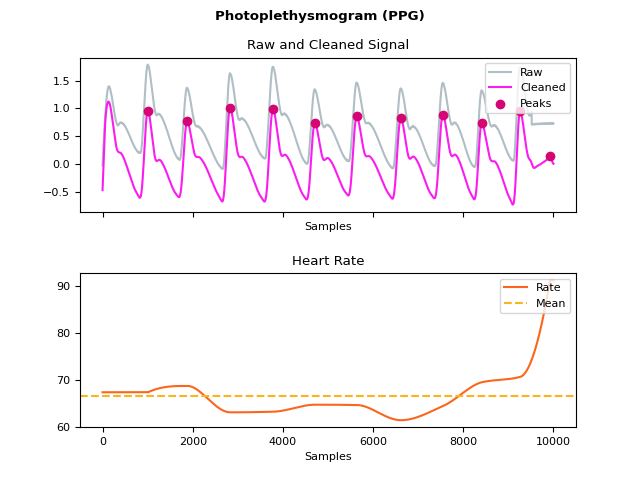 Photoplethysmogram (PPG)
Raw and Cleaned Signal
Raw
Cleaned
Peaks
1.5
1.0
0.5
0.0
−0.5
Samples
Heart Rate
Rate
Mean
90
80
70
60
0 2000 4000 6000 8000 10000
Samples